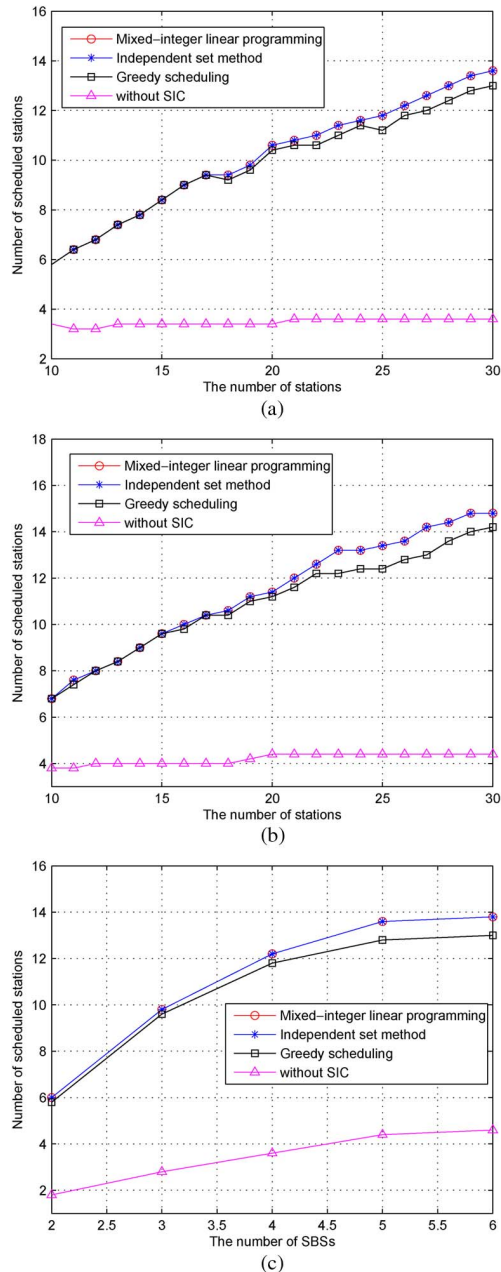 16
14
12
10
8
6
4
2
Number of scheduled stations
Mixed−integer linear programming
Independent set method
Greedy scheduling
without SIC
10 15 20 25 30
The number of stations
(a)
18
16
14
12
10
8
6
4
Number of scheduled stations
Mixed−integer linear programming
Independent set method
Greedy scheduling
without SIC
10 15 20 25 30
The number of stations
(b)
16
14
12
10
8
6
4
2
Number of scheduled stations
Mixed−integer linear programming
Independent set method
Greedy scheduling
without SIC
2 2.5 3 3.5 4 4.5 5 5.5 6
The number of SBSs
(c)